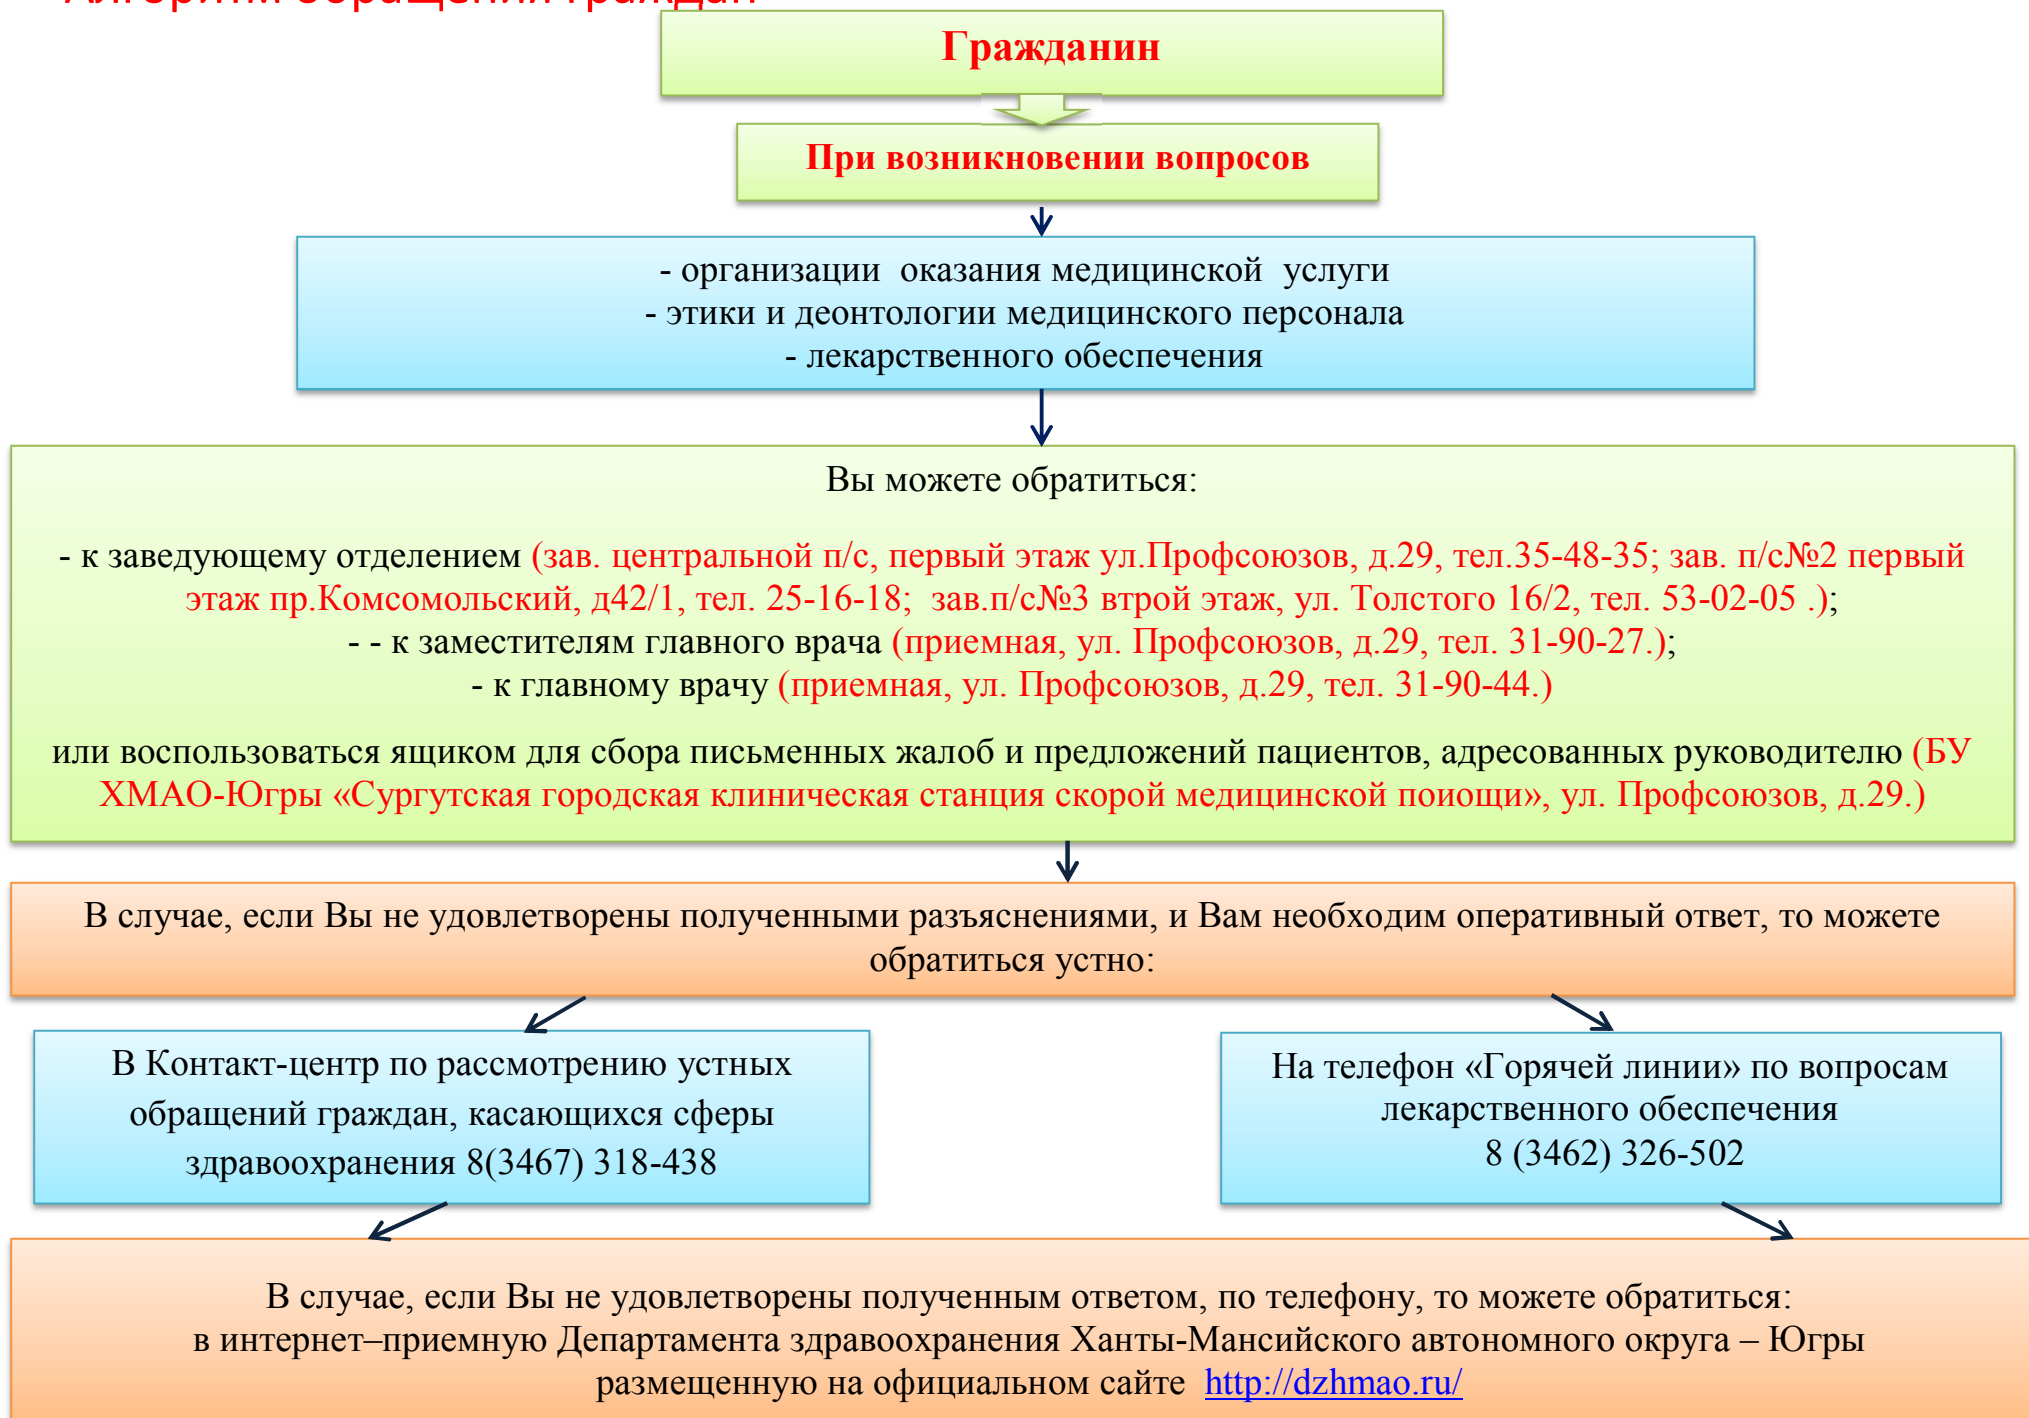 Алгоритм обращения граждан
Гражданин
При возникновении вопросов
- организации оказания медицинской услуги
- этики и деонтологии медицинского персонала
- лекарственного обеспечения
Вы можете обратиться:
- к заведующему отделением (зав. центральной п/с, первый этаж ул.Профсоюзов, д.29, тел.35-48-35; зав. п/с№2 первый
этаж пр.Комсомольский, д42/1, тел. 25-16-18; зав.п/с№3 втрой этаж, ул. Толстого 16/2, тел. 53-02-05 .);
- - к заместителям главного врача (приемная, ул. Профсоюзов, д.29, тел. 31-90-27.);
- к главному врачу (приемная, ул. Профсоюзов, д.29, тел. 31-90-44.)
или воспользоваться ящиком для сбора письменных жалоб и предложений пациентов, адресованных руководителю (БУ
ХМАО-Югры «Сургутская городская клиническая станция скорой медицинской поиощи», ул. Профсоюзов, д.29.)
В случае, если Вы не удовлетворены полученными разъяснениями, и Вам необходим оперативный ответ, то можете
обратиться устно:
В Контакт-центр по рассмотрению устных
обращений граждан, касающихся сферы
здравоохранения 8(3467) 318-438
На телефон «Горячей линии» по вопросам
лекарственного обеспечения
8 (3462) 326-502
В случае, если Вы не удовлетворены полученным ответом, по телефону, то можете обратиться:
в интернет–приемную Департамента здравоохранения Ханты-Мансийского автономного округа – Югры
размещенную на официальном сайте http://dzhmao.ru/